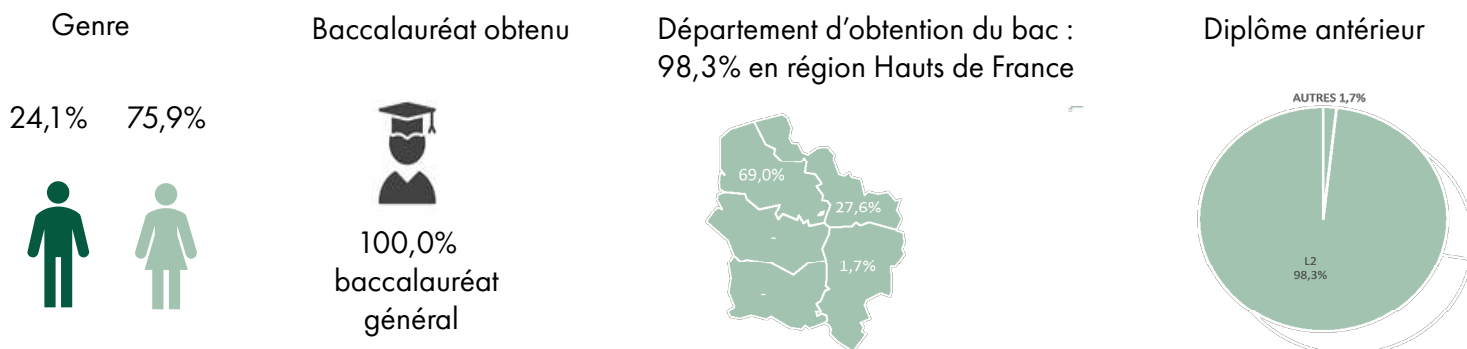 Genre
24,1%
75,9%
Baccalauréat obtenu
100,0%
baccalauréat
général
Département d'obtention du bac :
98,3% en région Hauts de France
69,0%
27,6%
-
1,7%
-
Diplôme antérieur
AUTRES 1,7%
L2
98,3%